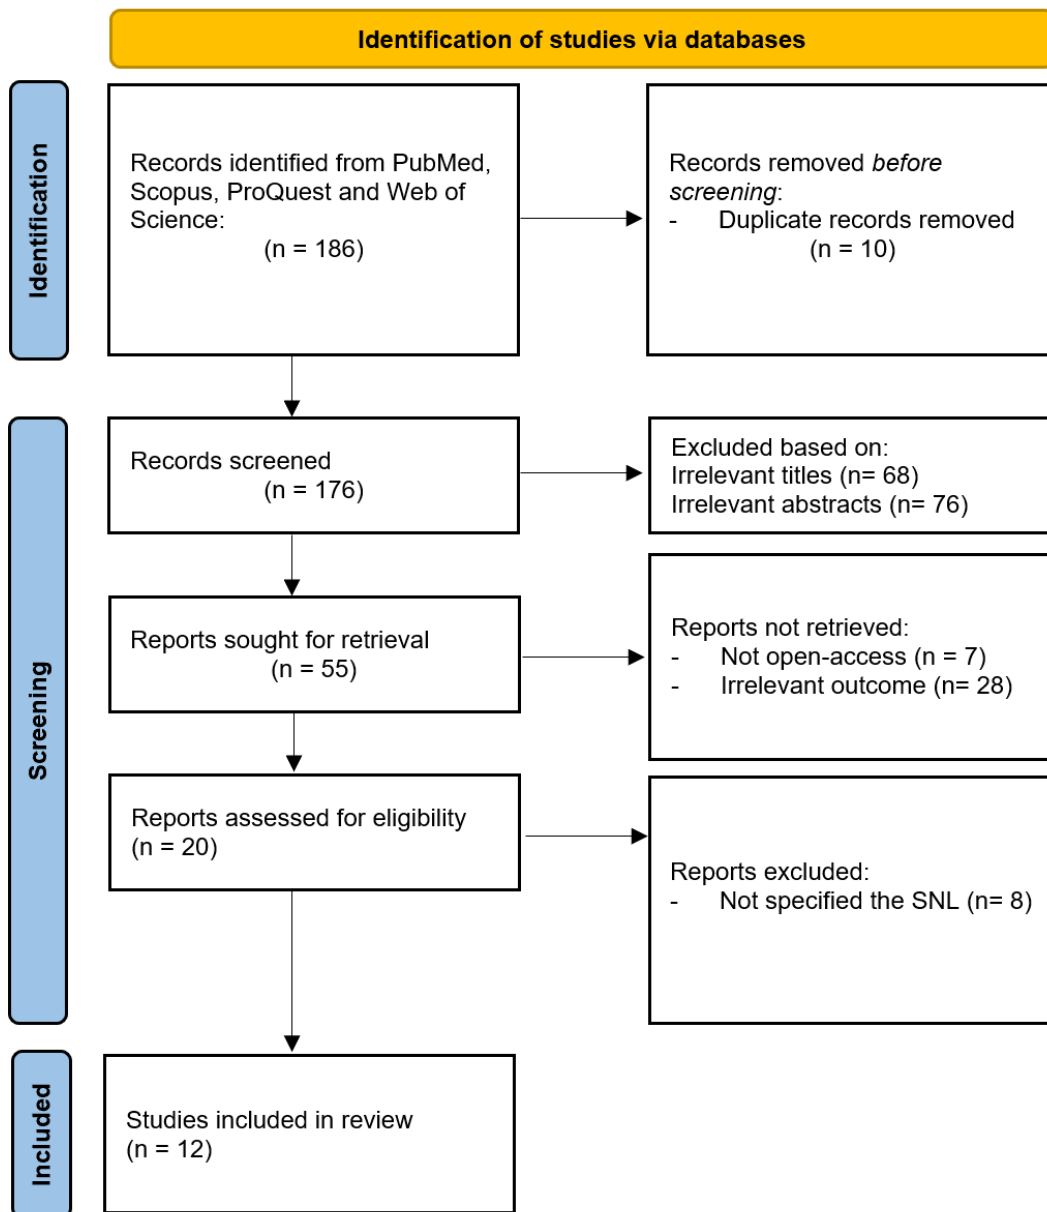 Identification of studies via databases
Identification
Records identified from PubMed,
Scopus, ProQuest and Web of
Science:
(n = 186)
Records removed before
screening:
- Duplicate records removed
(n = 10)
Screening
Records screened
(n = 176)
Excluded based on:
Irrelevant titles (n= 68)
Irrelevant abstracts (n= 76)
Reports sought for retrieval
(n = 55)
Reports not retrieved:
- Not open-access (n = 7)
- Irrelevant outcome (n= 28)
Reports assessed for eligibility
(n = 20)
Reports excluded:
- Not specified the SNL (n= 8)
Included
Studies included in review
(n = 12)